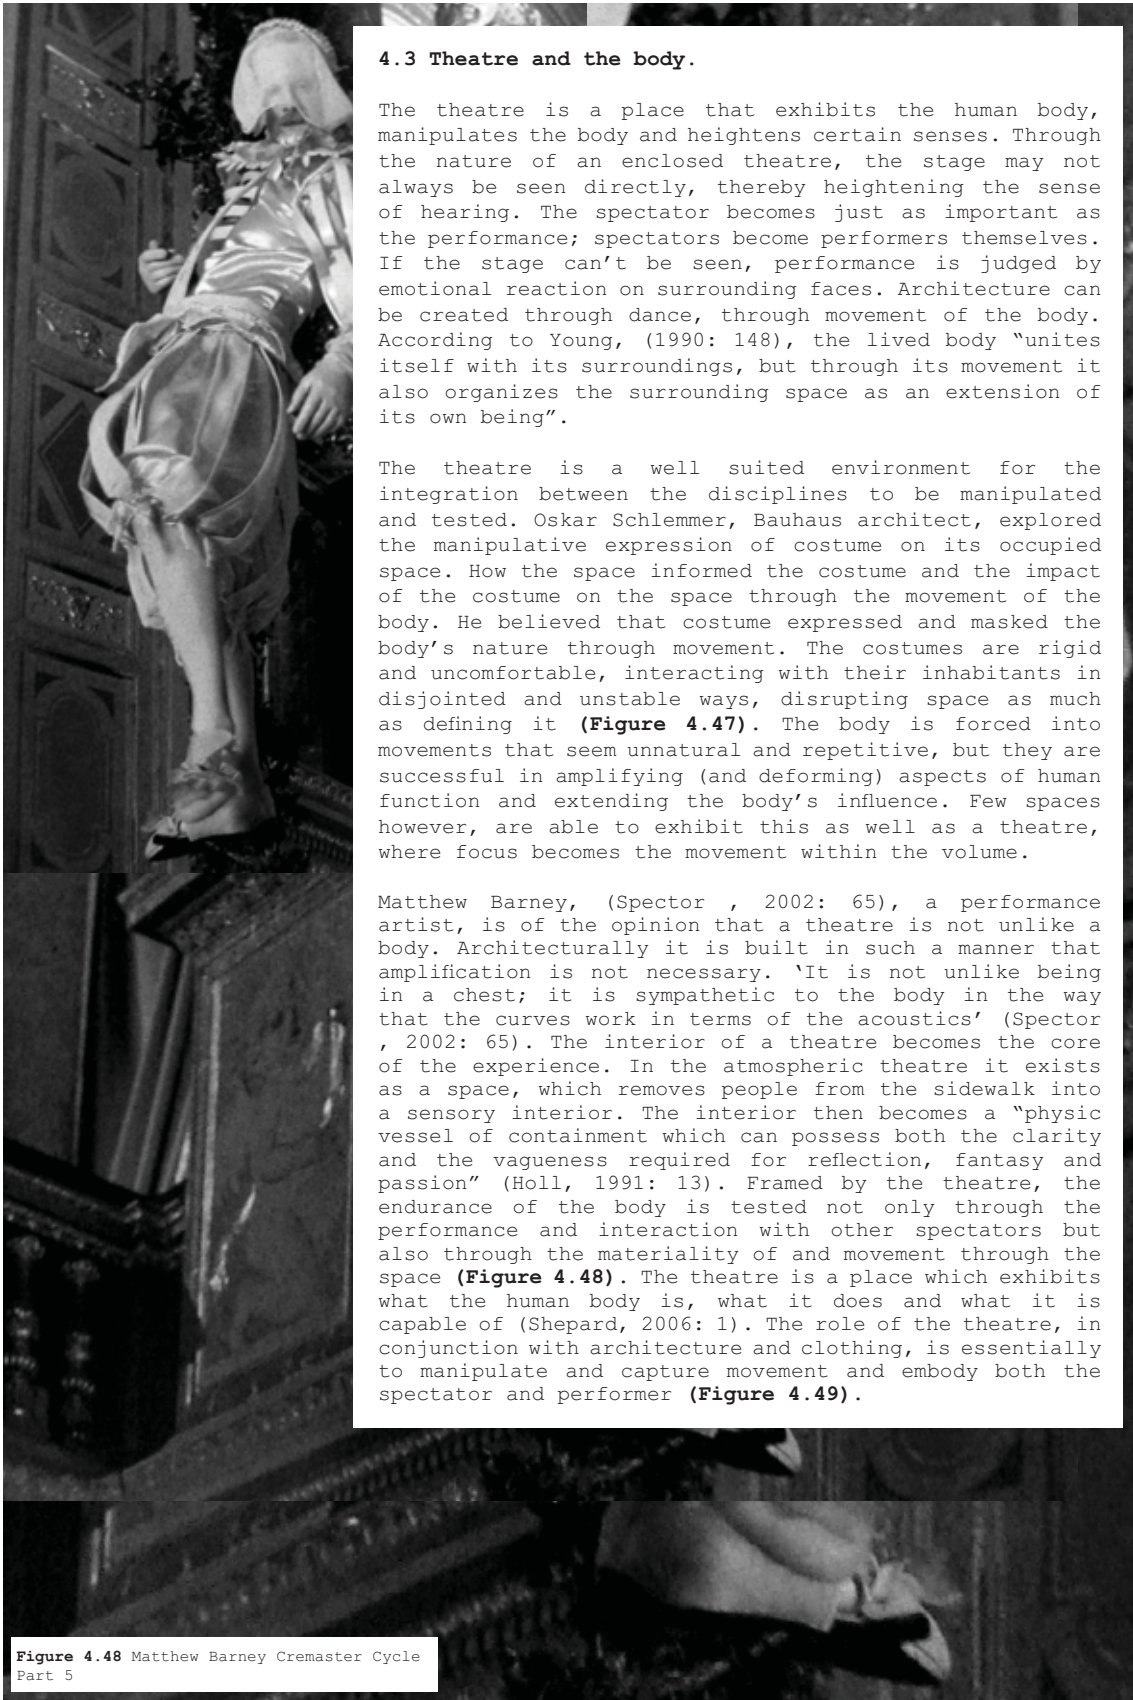 4.3 Theatre and the body.
The theatre is a place that exhibits the human body,
manipulates the body and heightens certain senses. Through
the nature of an enclosed theatre, the stage may not
always be seen directly, thereby heightening the sense
of hearing. The spectator becomes just as important as
the performance; spectators become performers themselves.
If the stage can't be seen, performance is judged by
emotional reaction on surrounding faces. Architecture can
be created through dance, through movement of the body.
According to Young, (1990: 148), the lived body “unites
itself with its surroundings, but through its movement it
also organizes the surrounding space as an extension of
its own being”.
The theatre is a well suited environment for the
integration between the disciplines to be manipulated
and tested. Oskar Schlemmer, Bauhaus architect, explored
the manipulative expression of costume on its occupied
space. How the space informed the costume and the impact
of the costume on the space through the movement of the
body. He believed that costume expressed and masked the
body's nature through movement. The costumes are rigid
and uncomfortable, interacting with their inhabitants in
disjointed and unstable ways, disrupting space as much
as defining it (Figure 4.47). The body is forced into
movements that seem unnatural and repetitive, but they are
successful in amplifying (and deforming) aspects of human
function and extending the body's influence. Few spaces
however, are able to exhibit this as well as a theatre,
where focus becomes the movement within the volume.
Matthew Barney, (Spector , 2002: 65), a performance
artist, is of the opinion that a theatre is not unlike a
body. Architecturally it is built in such a manner that
amplification is not necessary. ‘It is not unlike being
in a chest; it is sympathetic to the body in the way
that the curves work in terms of the acoustics’ (Spector
, 2002: 65). The interior of a theatre becomes the core
of the experience. In the atmospheric theatre it exists
as a space, which removes people from the sidewalk into
a sensory interior. The interior then becomes a “physic
vessel of containment which can possess both the clarity
and the vagueness required for reflection, fantasy and
passion” (Holl, 1991: 13). Framed by the theatre, the
endurance of the body is tested not only through the
performance and interaction with other spectators but
also through the materiality of and movement through the
space (Figure 4.48). The theatre is a place which exhibits
what the human body is, what it does and what it is
capable of (Shepard, 2006: 1). The role of the theatre, in
conjunction with architecture and clothing, is essentially
to manipulate and capture movement and embody both the
spectator and performer (Figure 4.49).
Figure 4.48 Matthew Barney Cremaster Cycle
Part 5